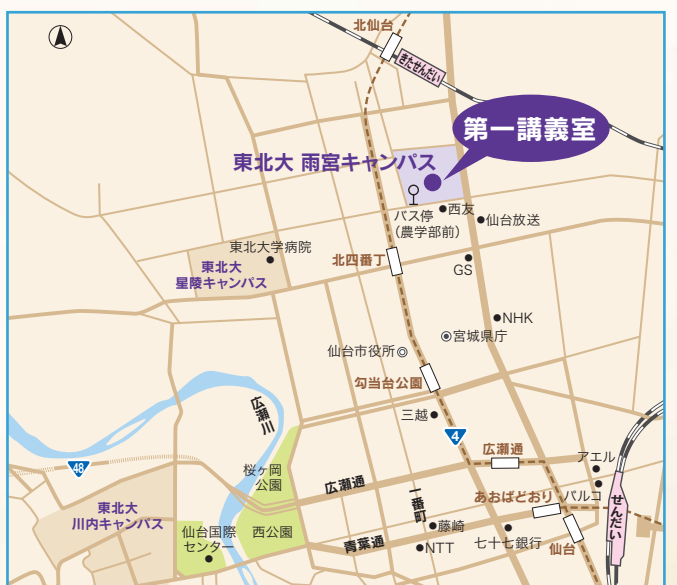 北仙台
きたせんだい
第一講義室
東北大 雨宮キャンパス
バス停
（農学部前）
西友
仙台放送
東北大学病院
東北大
星陵キャンパス
北四番丁
GS
NHK
宮城県庁
仙台市役所
勾当台公園
三越
4
広瀬川
広瀬通
アエル
48
桜ヶ岡
公園
広瀬通
一番町
あおばどおり
パルコ
せんだい
東北大
川内キャンパス
仙台国際
センター
西公園
青葉通
藤崎
NTT
七十七銀行
仙台